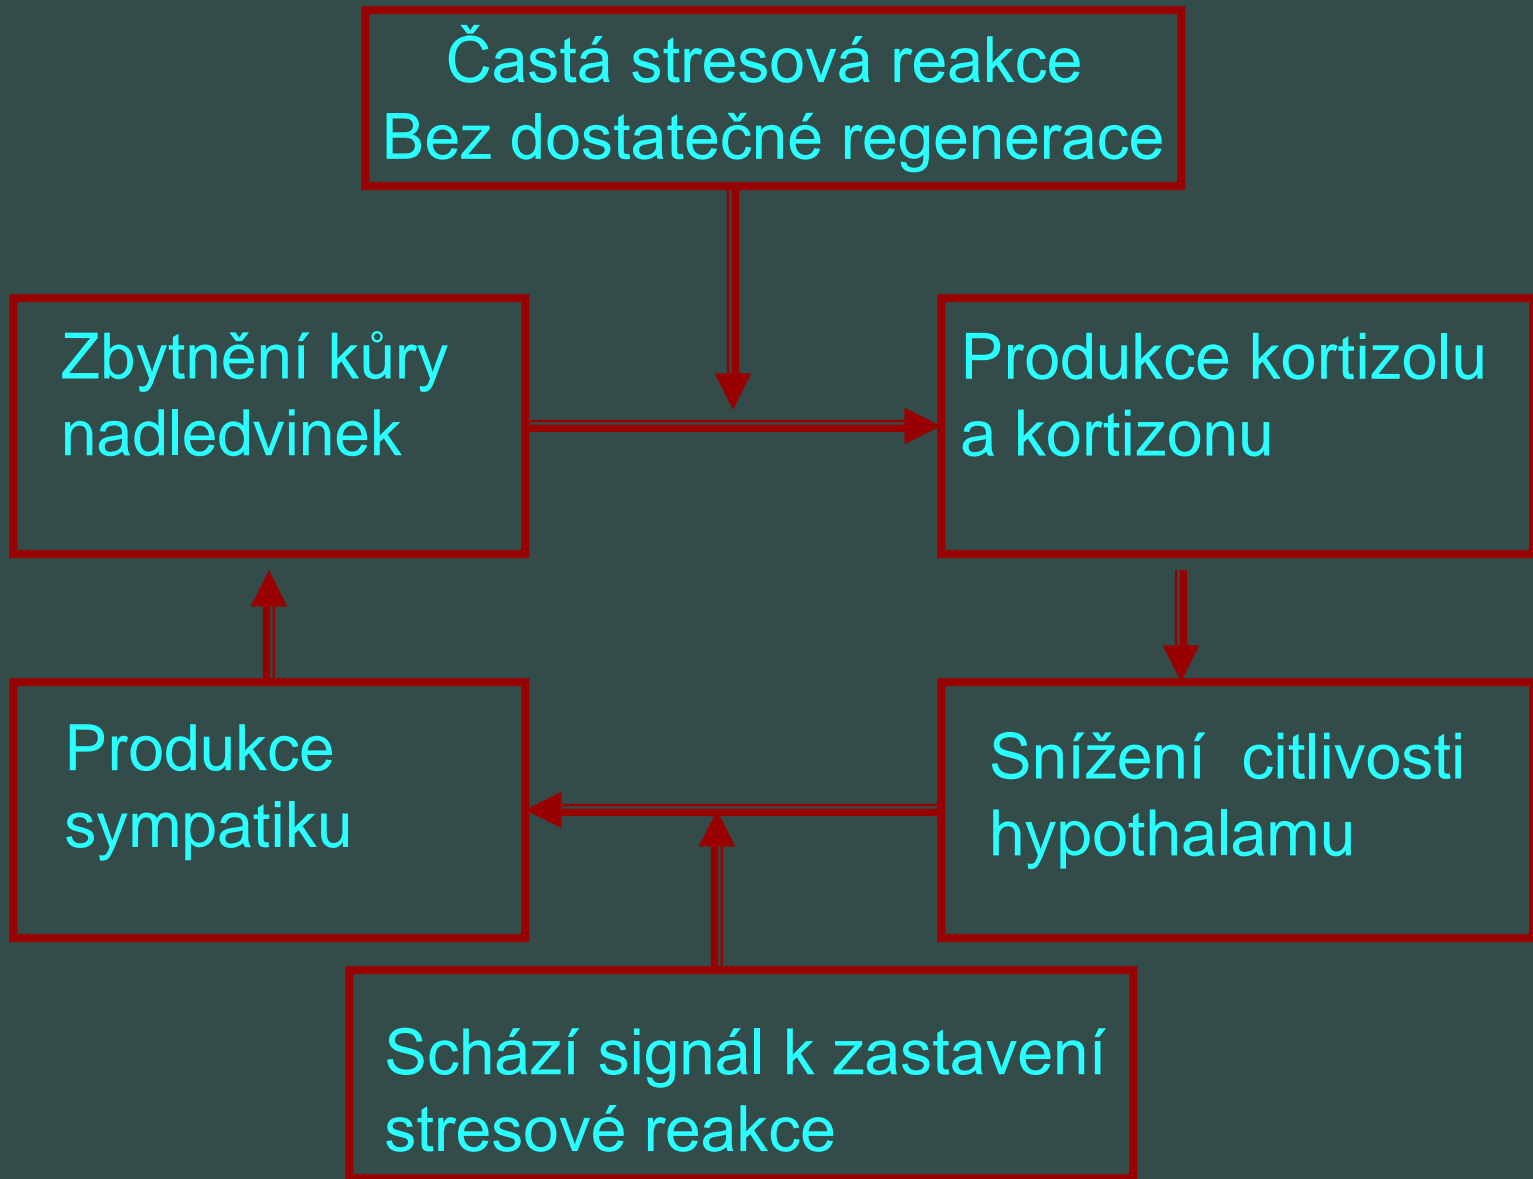 Častá stresová reakce
Bez dostatečné regenerace
Zbytnění kůry
nadledvinek
Produkce kortizolu
a kortizonu
Produkce
sympatiku
Snížení citlivosti
hypothalamu
Schází signál k zastavení
stresové reakce